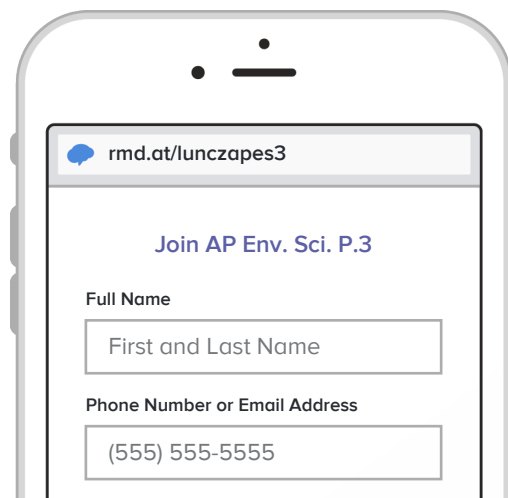 rmd.at/lunczapes3
Join AP Env. Sci. P.3
Full Name
First and Last Name
Phone Number or Email Address
(555) 555-5555